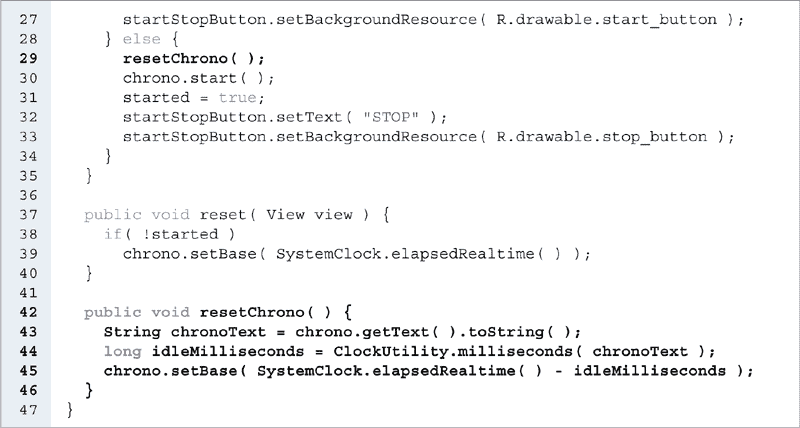 27 startStopButton.setBackgroundResource( R.drawable.start_button );
28 } else {
29 resetChrono( );
30 chrono.start( );
31 started = true;
32 startStopButton.setText( "STOP" );
33 startStopButton.setBackgroundResource( R.drawable.stop_button );
34 }
35 }
36
37 public void reset( View view ) {
38 if( !started )
39 chrono.setBase( SystemClock.elapsedRealtime( ) );
40 }
41
42 public void resetChrono( ) {
43 String chronoText = chrono.getText( ).toString( );
44 long idleMilliseconds = ClockUtility.milliseconds( chronoText );
45 chrono.setBase( SystemClock.elapsedRealtime( ) - idleMilliseconds );
46 }
47 }